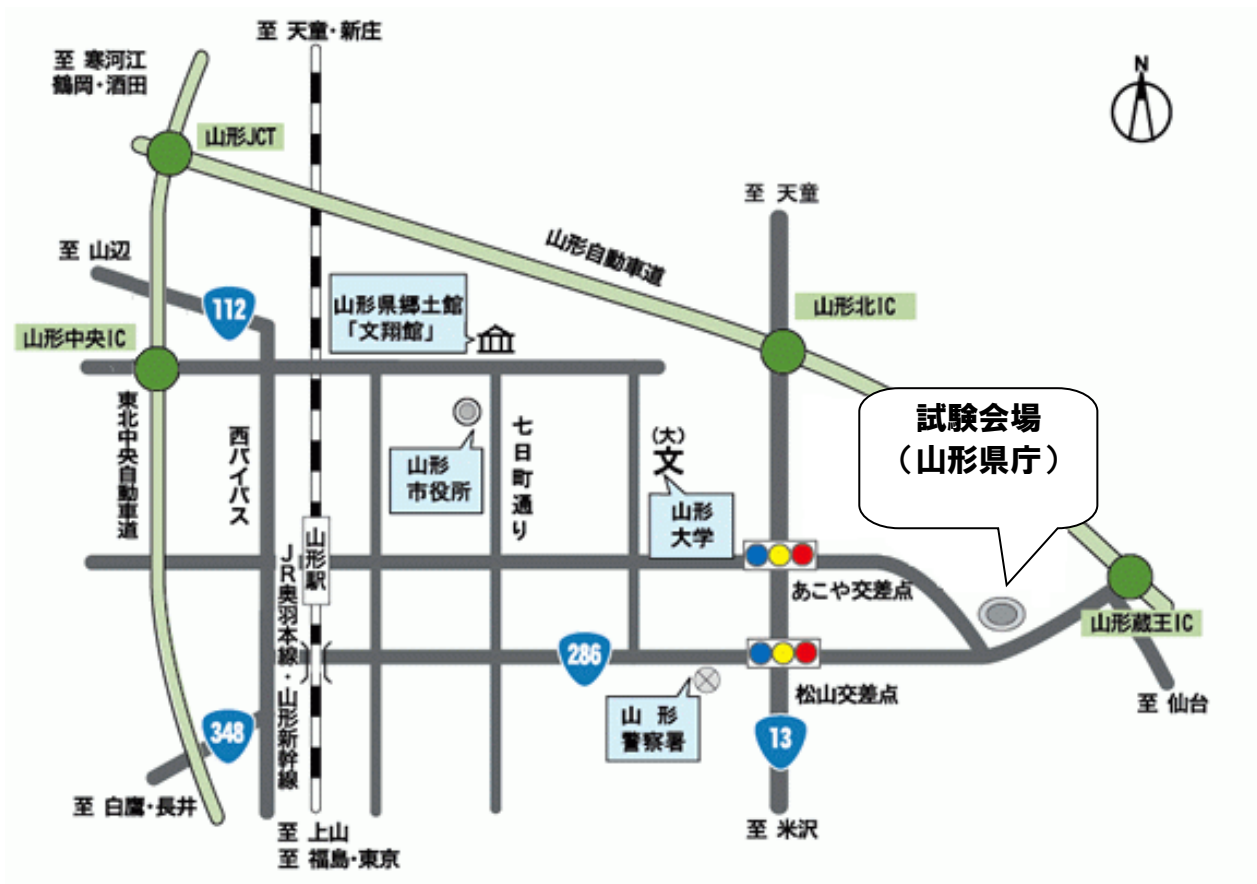 至 天童・新庄
至 寒河江
鶴岡・酒田
N
山形JCT
至 天童
山形自動車道
至 山辺
112
山形県郷土館
「文翔館」
山形北IC
山形中央IC
試験会場
（山形県庁）
東北中央自動車道
西バイパス
七日町通り
山形
市役所
(大)
文
山形
大学
山形駅
JR奥羽本線・山形新幹線
あこや交差点
山形蔵王IC
286
松山交差点
至 仙台
山 形
警察署
13
348
至 白鷹・長井
至 上山
至 福島・東京
至 米沢